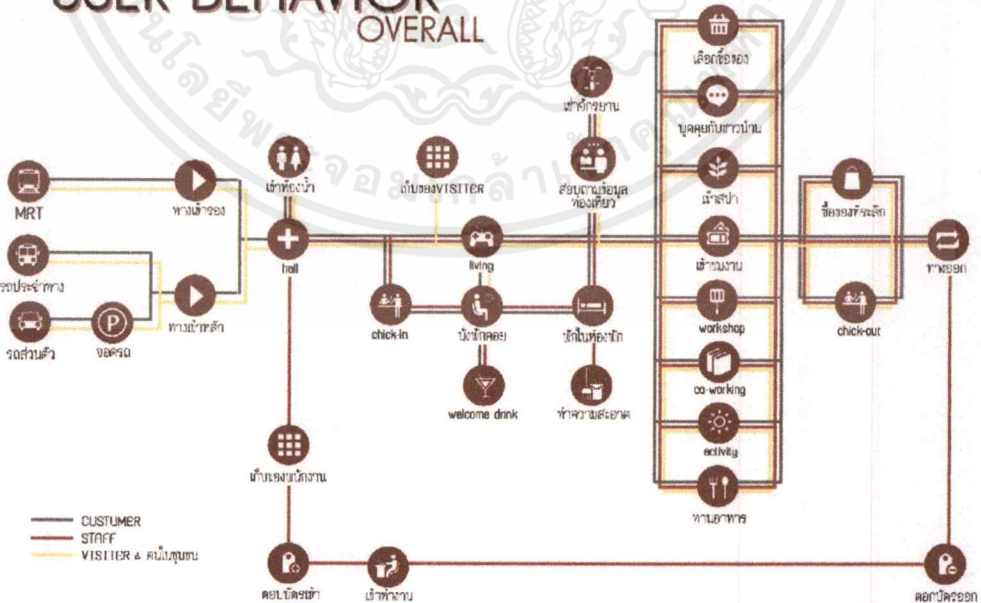 USER BEHAVIOR
OVERALL
เลือกซื้อของ
เช่าจักรยาน
พูดคุยกับชาวบ้าน
เข้าห้องน้ำ
เก็บของVISITER
สอบถามข้อมูล
ท่องเที่ยว
เข้าสปา
ซื้อของที่ระลึก
MRT
ทางเข้ารอง
hall
living
เข้าชมงาน
ทางออก
รถประจำทาง
ทางเข้าหลัก
chick-in
นั่งพักคอย
พักในห้องพัก
workshop
chick-out
รถส่วนตัว
P
จอดรถ
welcome drink
ทำความสะอาด
co-working
activity
เก็บของพนักงาน
ทานอาหาร
CUSTUMER
STAFF
VISITER & คนในชุมชน
ตอบบัตรเข้า
เข้าทำงาน
ตอกบัตรออก